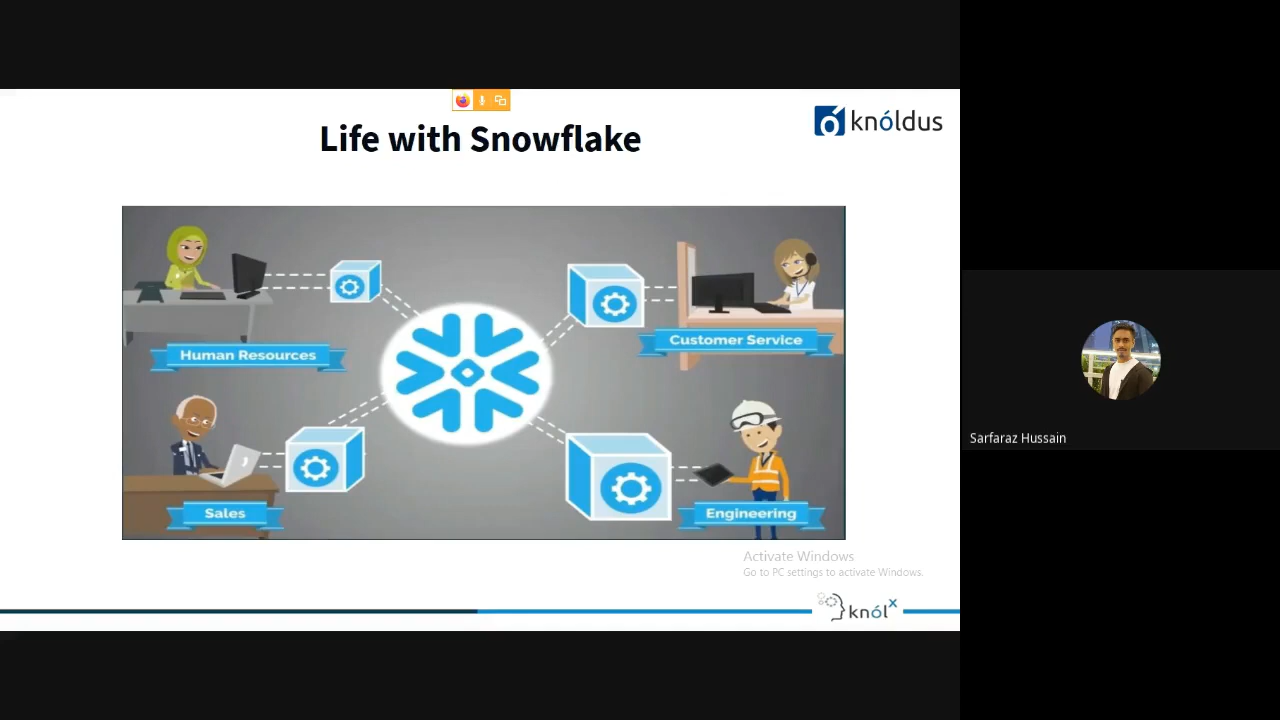 Life with Snowflake
knóldus
Human Resources
Customer Service
Sales
Engineering
Activate Windows
Go to PC settings to activate Windows.
knólx
Sarfaraz Hussain